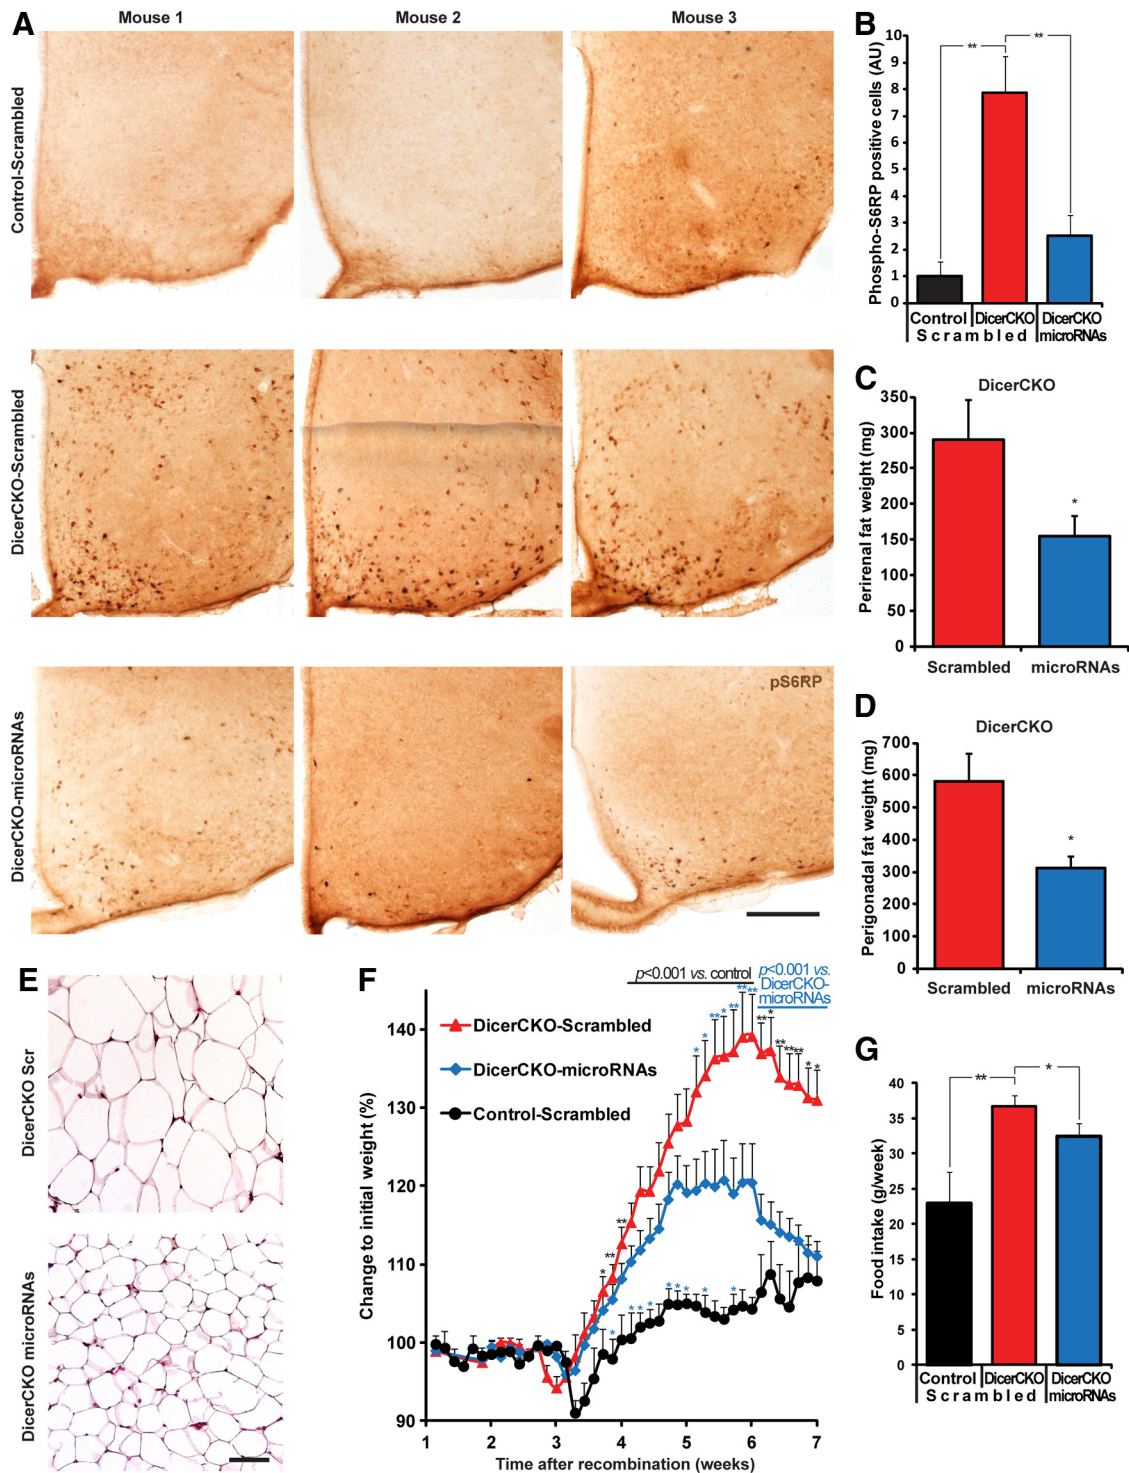 A
Mouse 1
Mouse 2
Mouse 3
Control-Scrambled
DicerCKO-Scrambled
DicerCKO-microRNAs
pS6RP
B
Phospho-S6RP positive cells (AU)
10
9
8
7
6
5
4
3
2
1
0
**
**
Control
DicerCKO
DicerCKO
Scrambled
microRNAs
C
DicerCKO
Perirenal fat weight (mg)
350
300
250
200
150
100
50
0
*
Scrambled
microRNAs
D
DicerCKO
Perigonadal fat weight (mg)
700
600
500
400
300
200
100
0
*
Scrambled
microRNAs
E
DicerCKO Scr
DicerCKO microRNAs
F
p<0.001 vs. control
p<0.001 vs.
DicerCKO-
microRNAs
DicerCKO-Scrambled
DicerCKO-microRNAs
Control-Scrambled
Change to initial weight (%)
140
130
120
110
100
90
1 2 3 4 5 6 7
Time after recombination (weeks)
G
Food intake (g/week)
40
35
30
25
20
15
10
5
0
**
*
Control
DicerCKO
DicerCKO
Scrambled
microRNAs